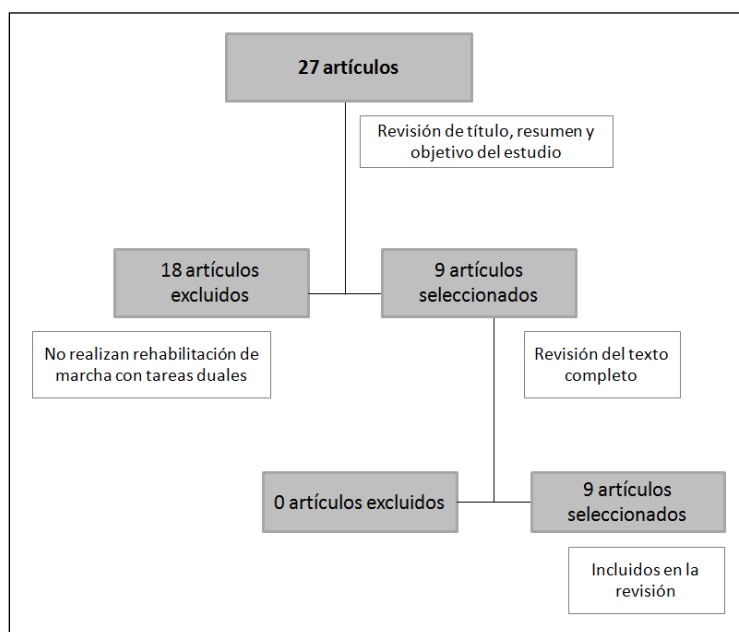 27 artículos
Revisión de título, resumen y
objetivo del estudio
18 artículos
excluidos
9 artículos
seleccionados
No realizan rehabilitación de
marcha con tareas duales
Revisión del texto
completo
0 artículos excluidos
9 artículos
seleccionados
Incluidos en la
revisión